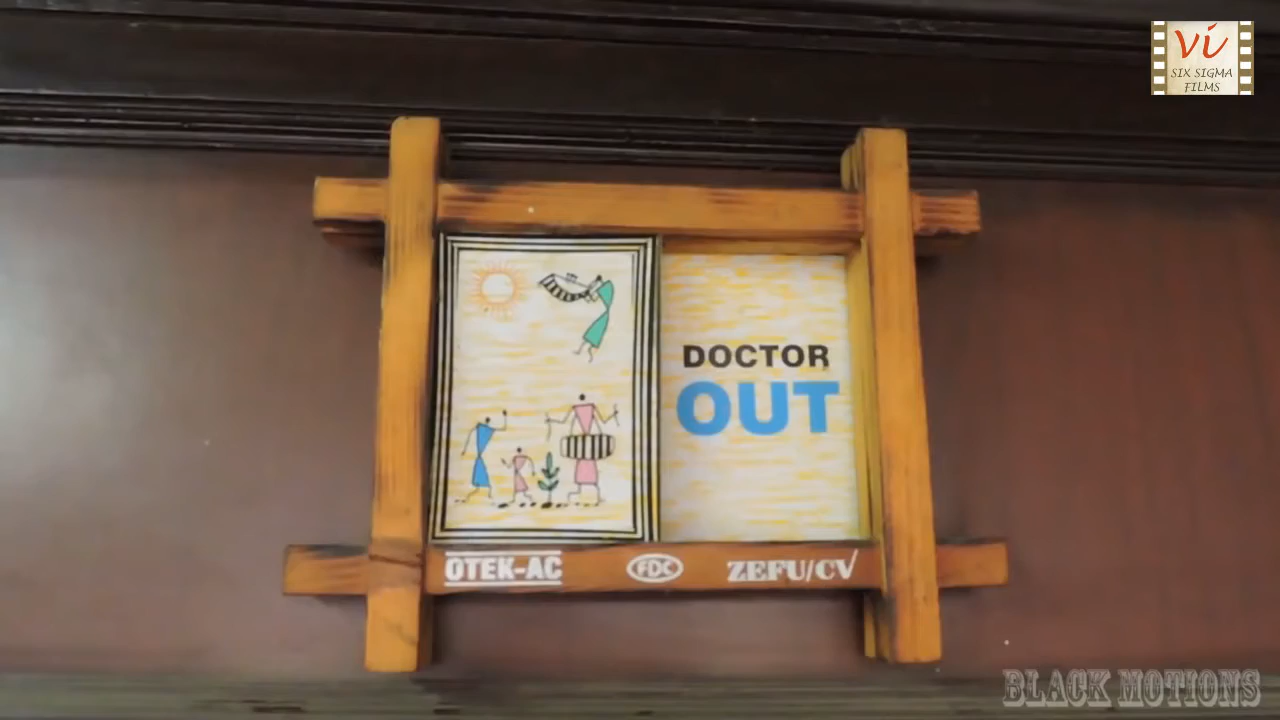 Vi
SIX SIGMA
FILMS
DOCTOR
OUT
OTEK-AC
FDC
ZEFU/CV
BLACK MOTIONS